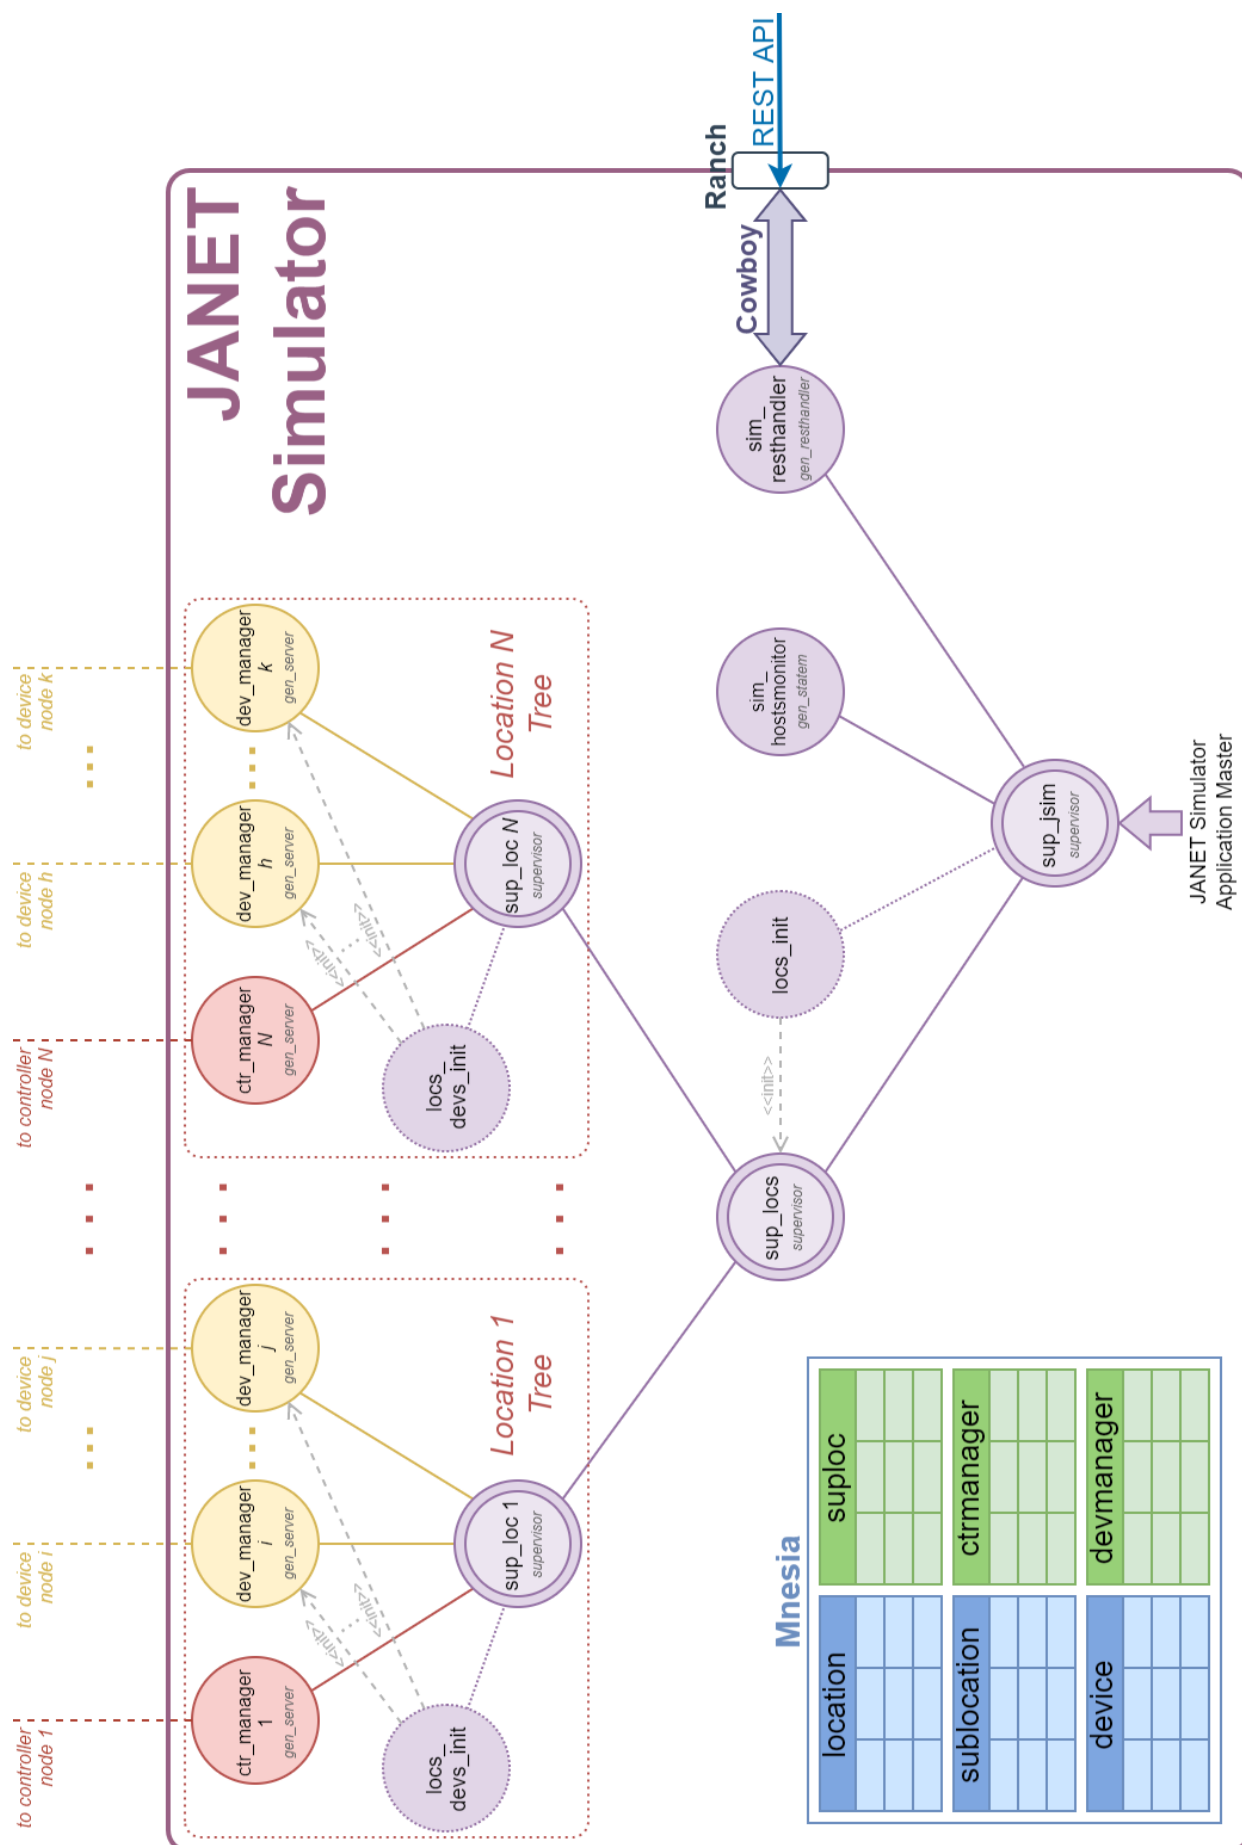 to controller
node 1
to device
node i
...
to device
node j
...
to controller
node N
to device
node h
...
to device
node k
JANET
Simulator
ctr_manager
1
gen_server
dev_manager
i
gen_server
...
dev_manager
j
gen_server
...
ctr_manager
N
gen_server
dev_manager
h
gen_server
...
dev_manager
k
gen_server
<<init>>
...
<<init>>
<<init>>
...
<<init>>
locs_
devs_init
...
locs_
devs_init
sup_loc 1
supervisor
Location 1
Tree
...
sup_loc N
supervisor
Location N
Tree
sup_locs
supervisor
<<init>>
locs_init
sim_
hostsmonitor
gen_statem
sim_
resthandler
gen_resthandler
Cowboy
Ranch
REST API
sup_jsim
supervisor
JANET Simulator
Application Master
Mnesia
location
suploc
sublocation
ctrmanager
device
devmanager